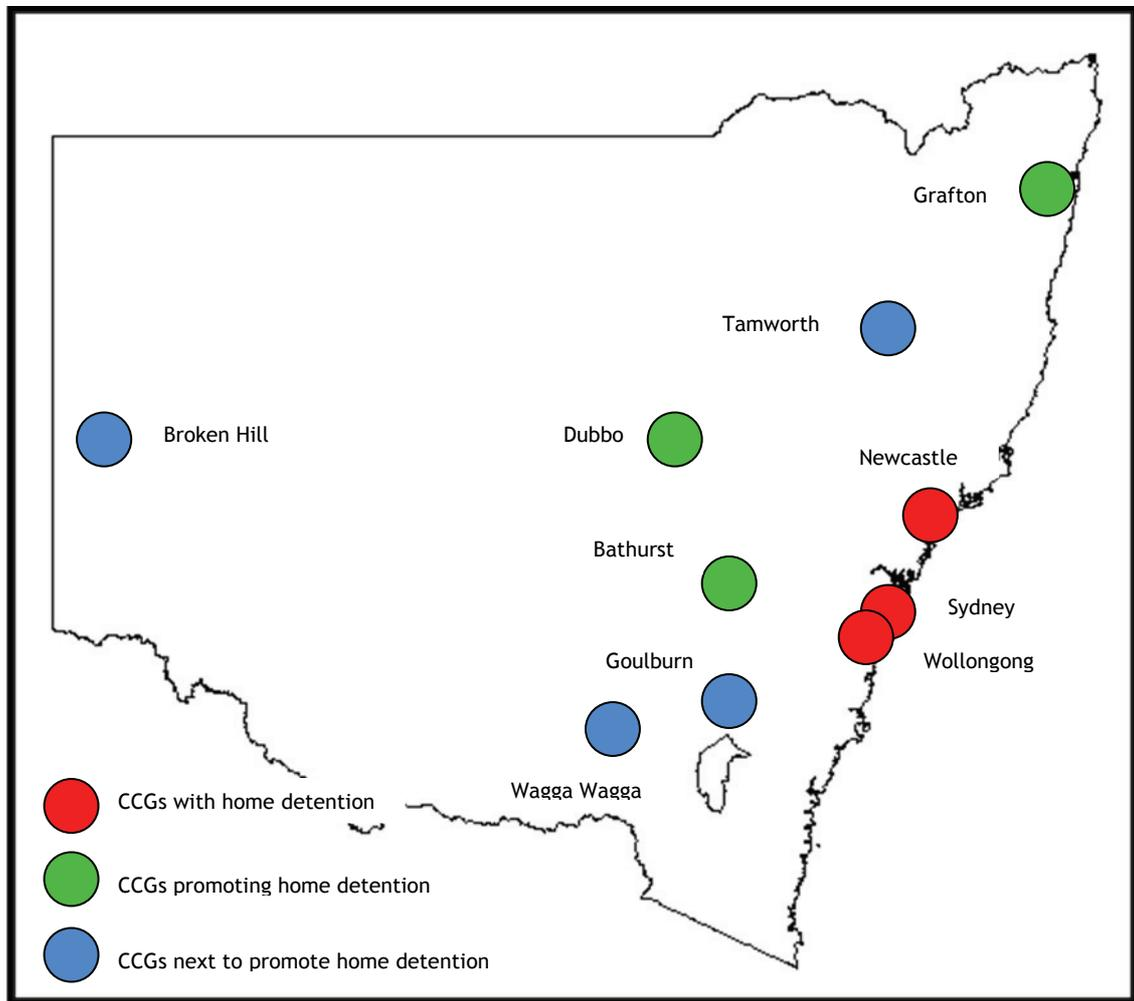 Grafton
Tamworth
Broken Hill
Dubbo
Newcastle
Bathurst
Sydney
Goulburn
Wollongong
Wagga Wagga
CCGs with home detention
CCGs promoting home detention
CCGs next to promote home detention